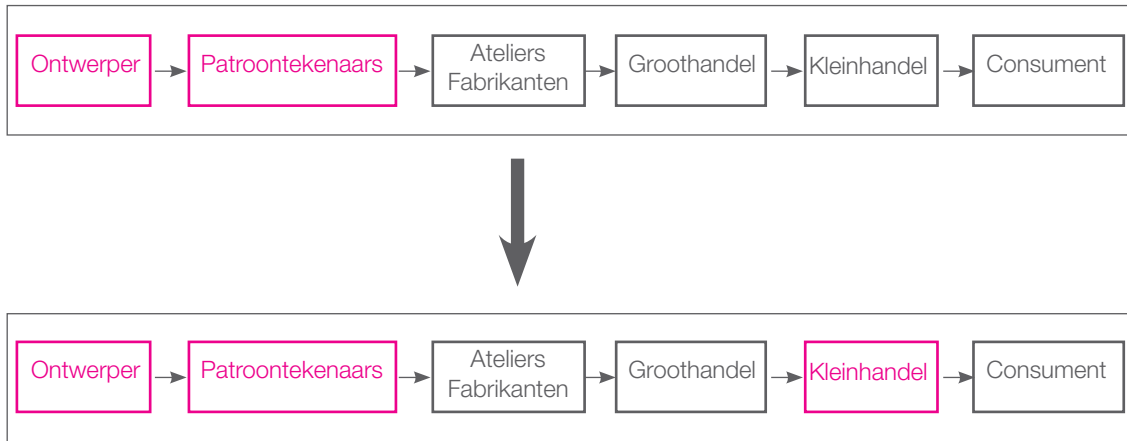 Ontwerper
Patroontekenaars
Ateliers
Fabrikanten
Groothandel
Kleinhandel
Consument
Ontwerper
Patroontekenaars
Ateliers
Fabrikanten
Groothandel
Kleinhandel
Consument